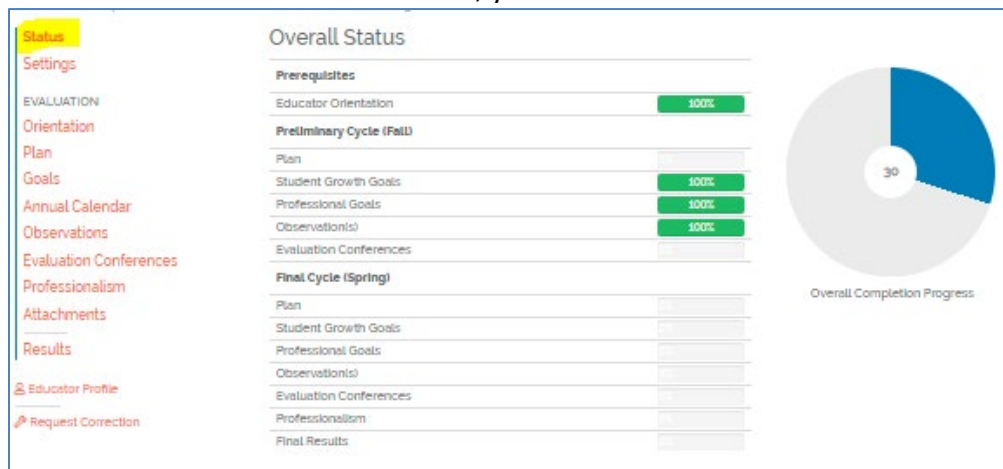 Status
Settings
EVALUATION
Orientation
Plan
Goals
Annual Calendar
Observations
Evaluation Conferences
Professionalism
Attachments
Results
Educator Profile
Request Correction
Overall Status
Prerequisites
Educator Orientation 100%
Preliminary Cycle (Fall)
Plan
Student Growth Goals 100%
Professional Goals 100%
Observation(s) 100%
Evaluation Conferences
Final Cycle (Spring)
Plan
Student Growth Goals
Professional Goals
Observation(s)
Evaluation Conferences
Professionalism
Final Results
30
Overall Completion Progress